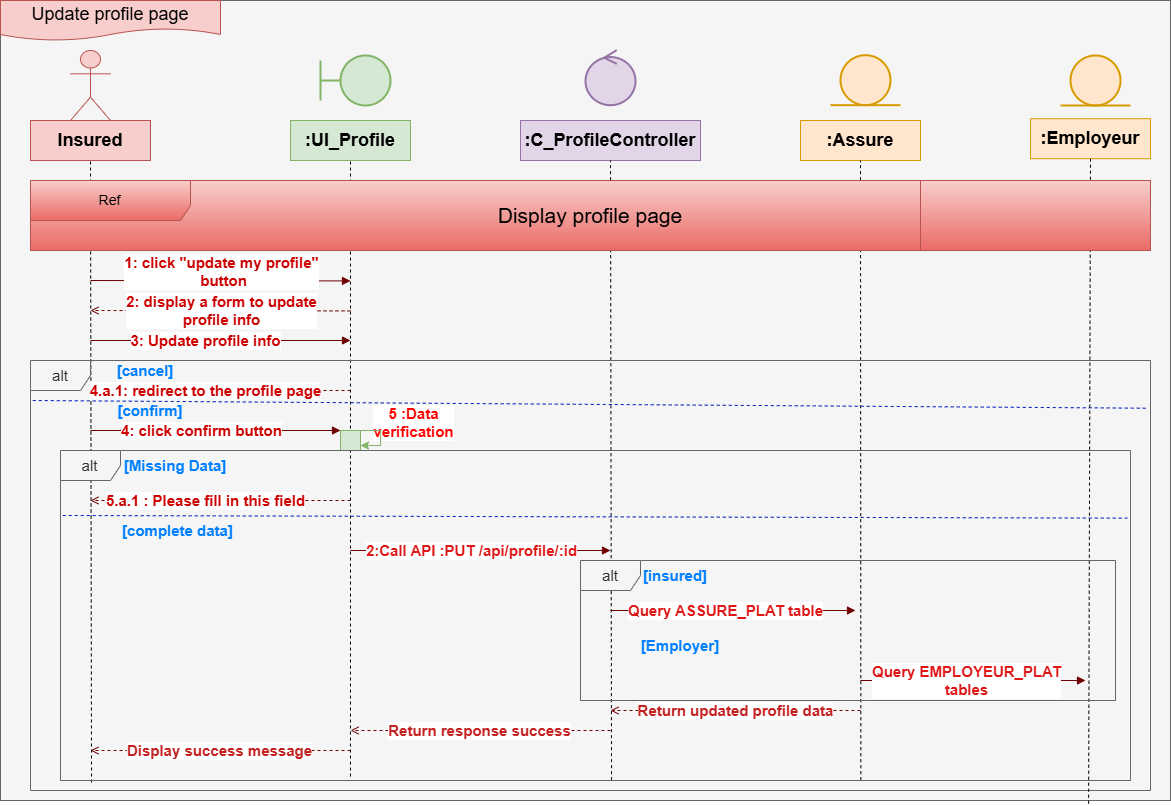 Update profile page
Insured
:UI_Profile
:C_ProfileController
:Assure
:Employeur
Ref
Display profile page
1: click "update my profile"
button
2: display a form to update
profile info
3: Update profile info
alt
[cancel]
4.a.1: redirect to the profile page
[confirm]
4: click confirm button
5 :Data
verification
alt
[Missing Data]
5.a.1 : Please fill in this field
[complete data]
2:Call API :PUT /api/profile/:id
alt
[insured]
Query ASSURE_PLAT table
[Employer]
Query EMPLOYEUR_PLAT
tables
Return updated profile data
Return response success
Display success message